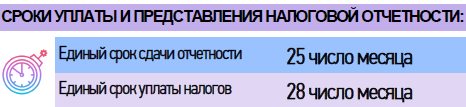 СРОКИ УПЛАТЫ И ПРЕДСТАВЛЕНИЯ НАЛОГОВОЙ ОТЧЕТНОСТИ:
Единый срок сдачи отчетности 25 число месяца
Единый срок уплаты налогов 28 число месяца